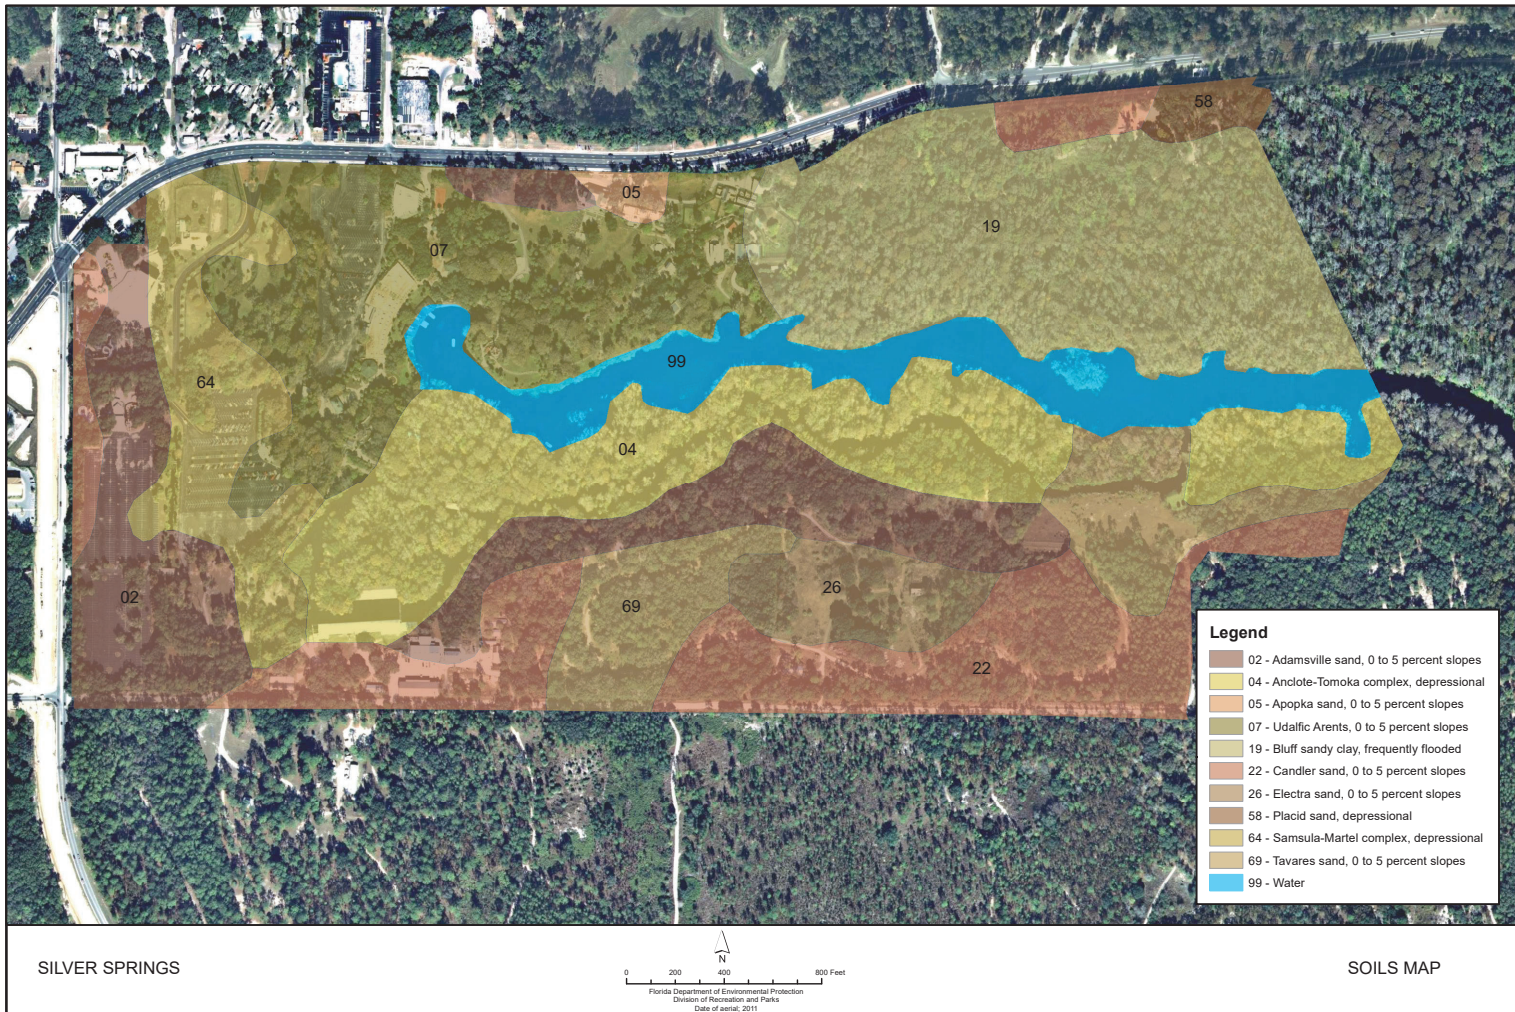 58
05
19
07
99
64
04
26
02
69
22
Legend
02 - Adamsville sand, 0 to 5 percent slopes
04 - Anclote-Tomoka complex, depressional
05 - Apopka sand, 0 to 5 percent slopes
07 - Udalfic Arents, 0 to 5 percent slopes
19 - Bluff sandy clay, frequently flooded
22 - Candler sand, 0 to 5 percent slopes
26 - Electra sand, 0 to 5 percent slopes
58 - Placid sand, depressional
64 - Samsula-Martel complex, depressional
69 - Tavares sand, 0 to 5 percent slopes
99 - Water
SILVER SPRINGS
N
0 200 400 800 Feet
Florida Department of Environmental Protection
Division of Recreation and Parks
Date of aerial; 2011
SOILS MAP